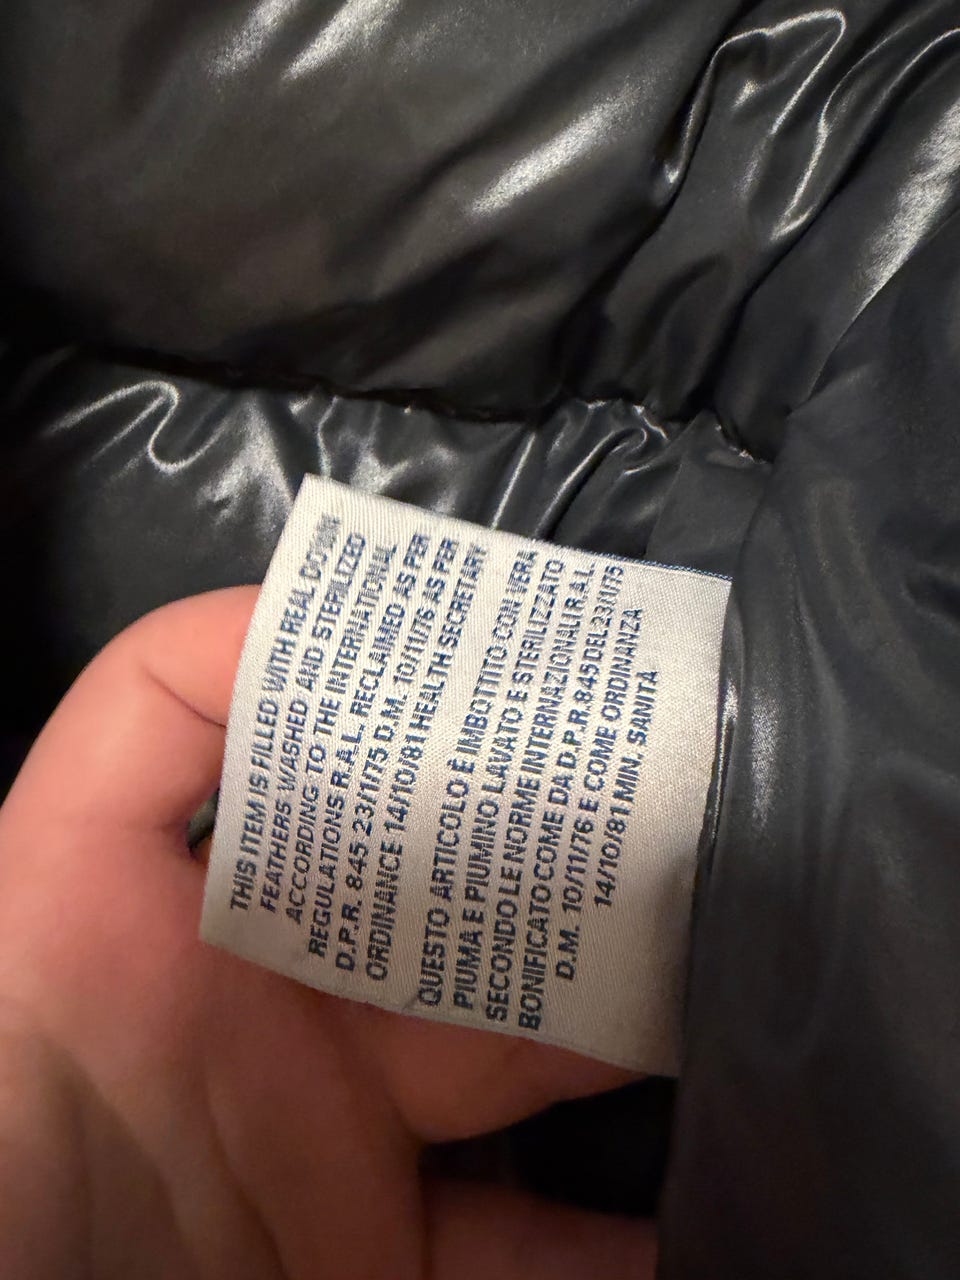 THIS ITEM IS FILLED WITH REAL DOWN
FEATHERS WASHED AND STERILIZED
ACCORDING TO THE INTERNATIONAL
REGULATIONS R.A.L. RECLAIMED AS PER
D.P.R. 845 23/1/75 D.M. 10/11/76 AS PER
ORDINANCE 14/10/81 HEALTH SECRETARY
QUESTO ARTICOLO È IMBOTTITO CON VERA
PIUMA E PIUMINO LAVATO E STERILIZZATO
SECONDO LE NORME INTERNAZIONALI R.A.L.
BONIFICATO COME DA D.P.R. 845 DEL 23/1/75
D.M. 10/11/76 E COME ORDINANZA
14/10/81 MIN. SANITÀ